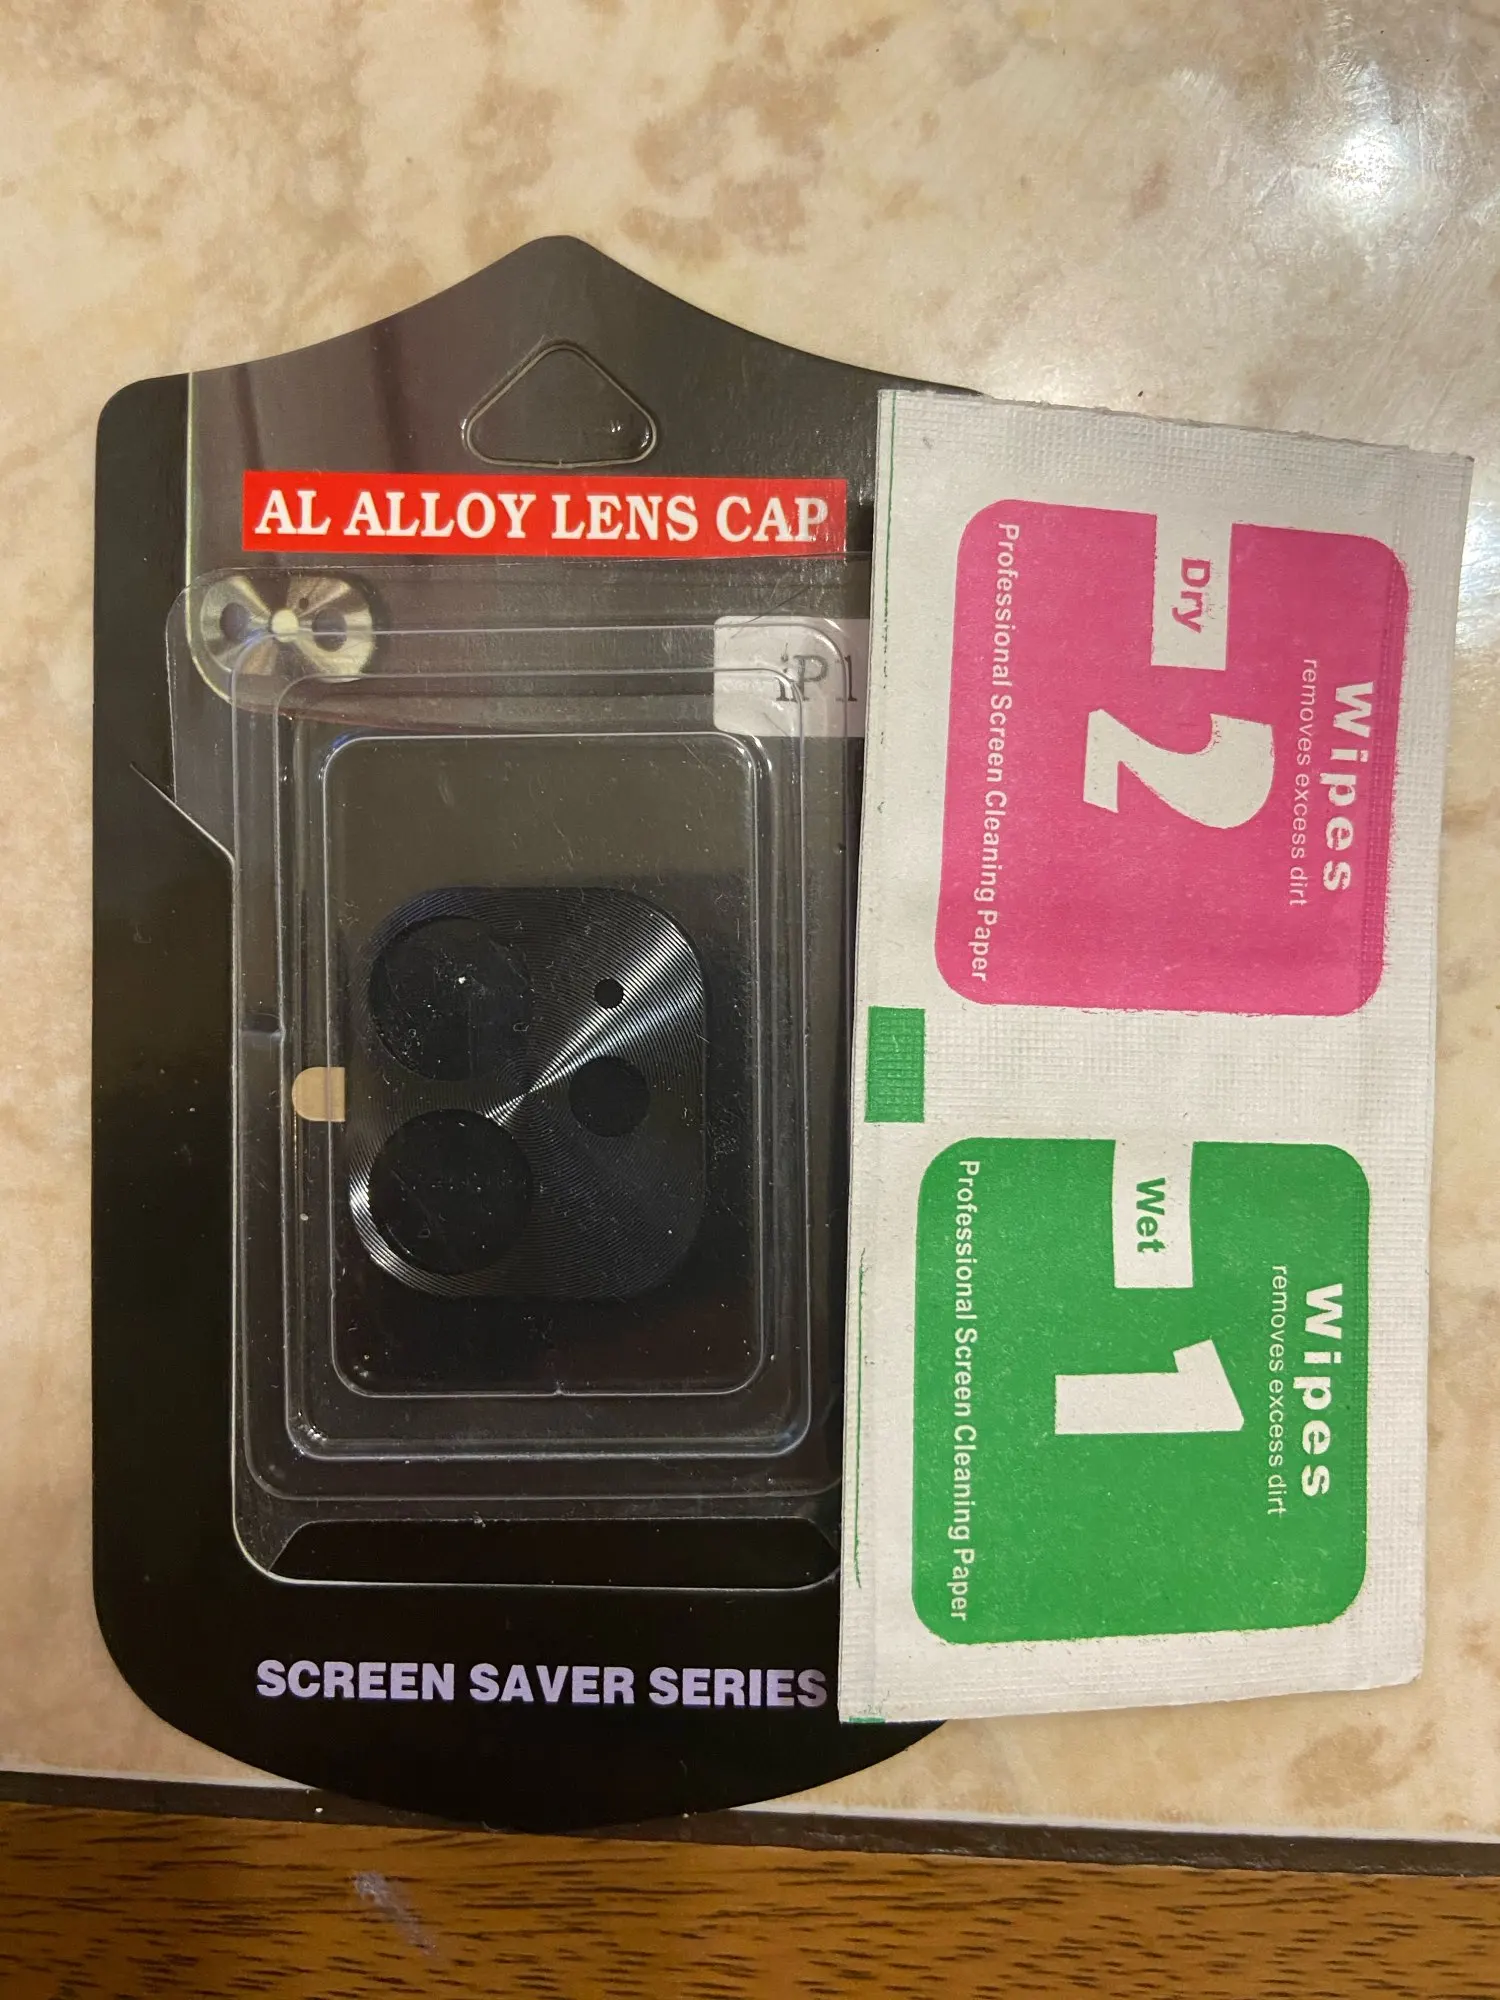 AL ALLOY LENS CAP
iP1
SCREEN SAVER SERIES
Wipes
removes excess dirt
2
Dry
Professional Screen Cleaning Paper
Wipes
removes excess dirt
1
Wet
Professional Screen Cleaning Paper